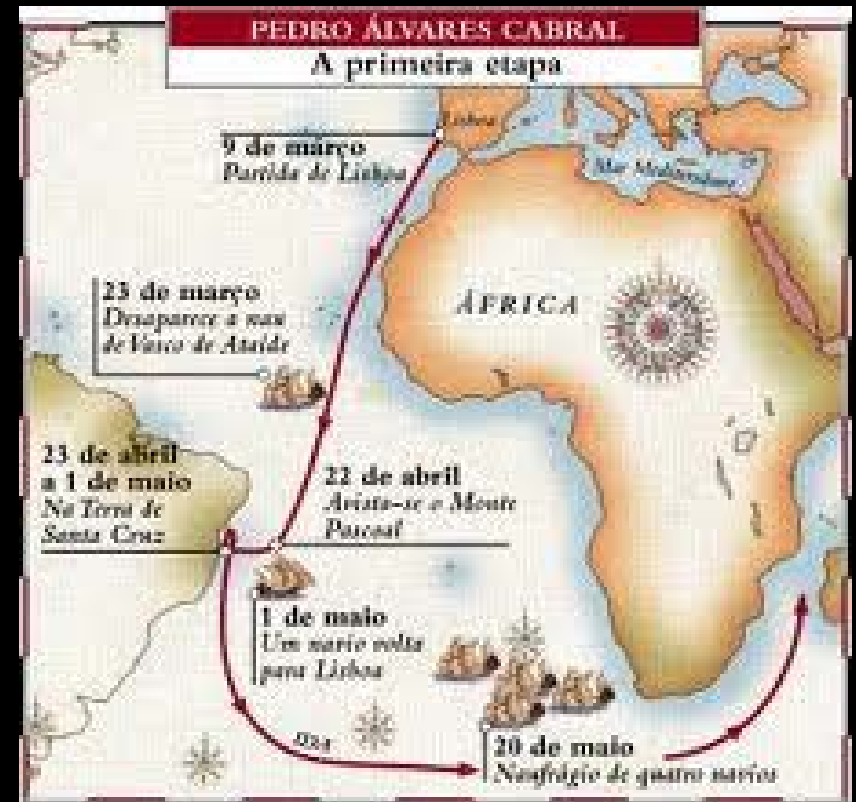 PEDRO ÁLVARES CABRAL
A primeira etapa
Lisboa
9 de março
Partida de Lisboa
Mar Mediterrâneo
23 de março
Desaparece a nau
de Vasco de Ataíde
ÁFRICA
23 de abril
a 1 de maio
Na Terra de
Santa Cruz
22 de abril
Avista-se o Monte
Pascoal
1 de maio
Um navio volta
para Lisboa
20 de maio
Naufrágio de quatro navios